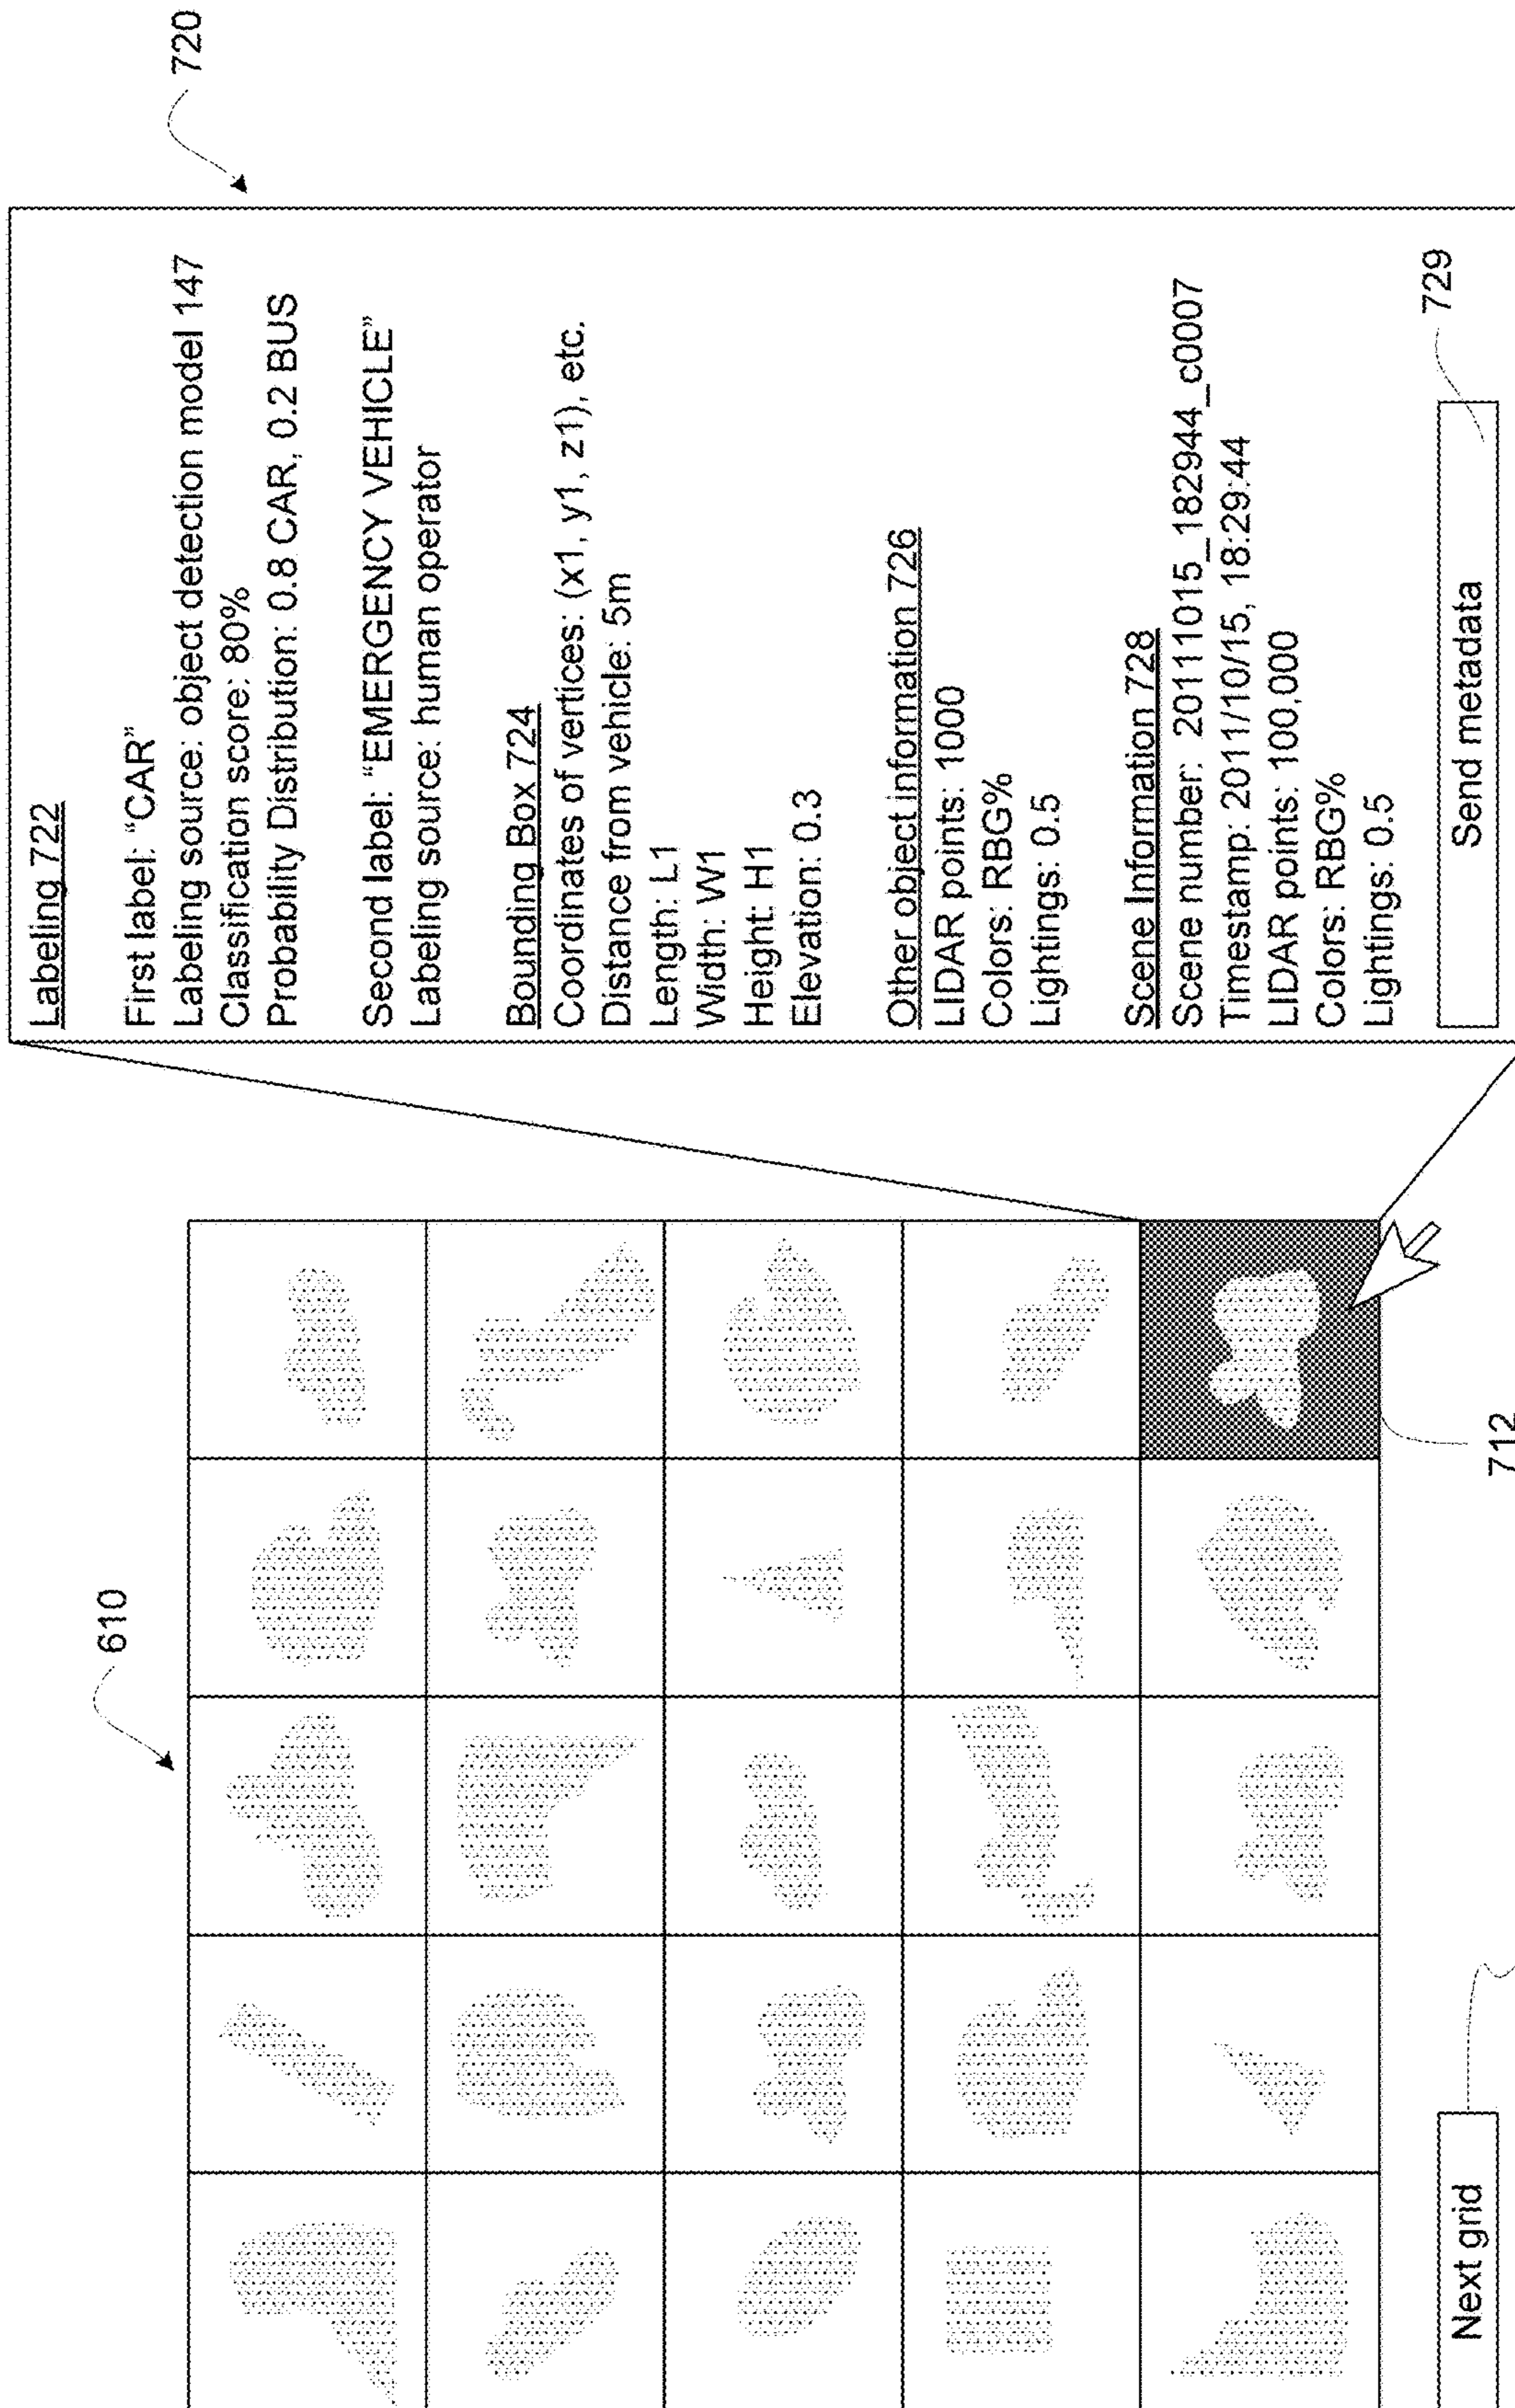 610
720
Labeling 722
First label: “CAR”
Labeling source: object detection model 147
Classification score: 80%
Probability Distribution: 0.8 CAR, 0.2 BUS
Second label: “EMERGENCY VEHICLE”
Labeling source: human operator
Bounding Box 724
Coordinates of vertices: (x1, y1, z1), etc.
Distance from vehicle: 5m
Length: L1
Width: W1
Height: H1
Elevation: 0.3
Other object information 726
LIDAR points: 1000
Colors: RBG%
Lightings: 0.5
Scene Information 728
Scene number: 20111015_182944_c0007
Timestamp: 2011/10/15, 18:29:44
LIDAR points: 100,000
Colors: RBG%
Lightings: 0.5
Send metadata
729
Next grid
712